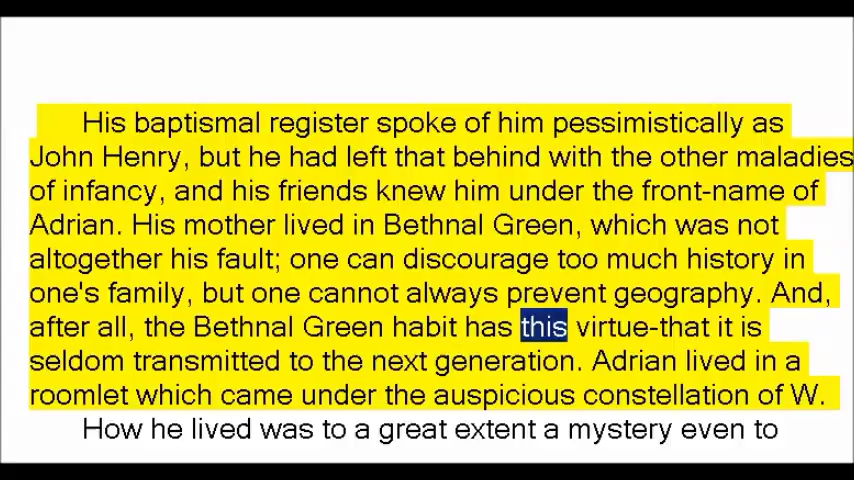 His baptismal register spoke of him pessimistically as
John Henry, but he had left that behind with the other maladies
of infancy, and his friends knew him under the front-name of
Adrian. His mother lived in Bethnal Green, which was not
altogether his fault; one can discourage too much history in
one's family, but one cannot always prevent geography. And,
after all, the Bethnal Green habit has this virtue-that it is
seldom transmitted to the next generation. Adrian lived in a
roomlet which came under the auspicious constellation of W.
How he lived was to a great extent a mystery even to